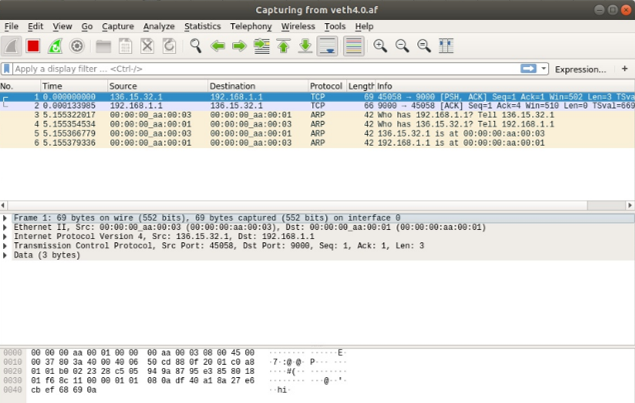 Capturing from veth4.0.af
File Edit View Go Capture Analyze Statistics Telephony Wireless Tools Help
Apply a display filter ... <Ctrl-/>
Expression... +
No. Time Source Destination Protocol Length Info
1 0.000000000 136.15.32.1 192.168.1.1 TCP 69 45058 → 9000 [PSH, ACK] Seq=1 Ack=1 Win=502 Len=3 TSva
2 0.000133985 192.168.1.1 136.15.32.1 TCP 66 9000 → 45058 [ACK] Seq=1 Ack=4 Win=510 Len=0 TSval=669
3 5.155322017 00:00:00_aa:00:03 00:00:00_aa:00:01 ARP 42 Who has 192.168.1.1? Tell 136.15.32.1
4 5.155354534 00:00:00_aa:00:01 00:00:00_aa:00:03 ARP 42 Who has 136.15.32.1? Tell 192.168.1.1
5 5.155366779 00:00:00_aa:00:03 00:00:00_aa:00:01 ARP 42 136.15.32.1 is at 00:00:00:aa:00:03
6 5.155379336 00:00:00_aa:00:01 00:00:00_aa:00:03 ARP 42 192.168.1.1 is at 00:00:00:aa:00:01
Frame 1: 69 bytes on wire (552 bits), 69 bytes captured (552 bits) on interface 0
Ethernet II, Src: 00:00:00_aa:00:03 (00:00:00:aa:00:03), Dst: 00:00:00_aa:00:01 (00:00:00:aa:00:01)
Internet Protocol Version 4, Src: 136.15.32.1, Dst: 192.168.1.1
Transmission Control Protocol, Src Port: 45058, Dst Port: 9000, Seq: 1, Ack: 1, Len: 3
Data (3 bytes)
0000 00 00 00 aa 00 01 00 00 00 aa 00 03 08 00 45 00 ········ ······E·
0010 00 37 80 3a 40 00 40 06 50 cd 88 0f 20 01 c0 a8 ·7·:@·@· P··· ···
0020 01 01 b0 02 23 28 c5 05 94 9a 87 95 e3 85 80 18 ····#(·· ········
0030 01 f6 8c 11 00 00 01 01 08 0a df 40 a1 8a 27 e6 ········ ···@··'·
0040 cb ef 68 69 0a ··hi·